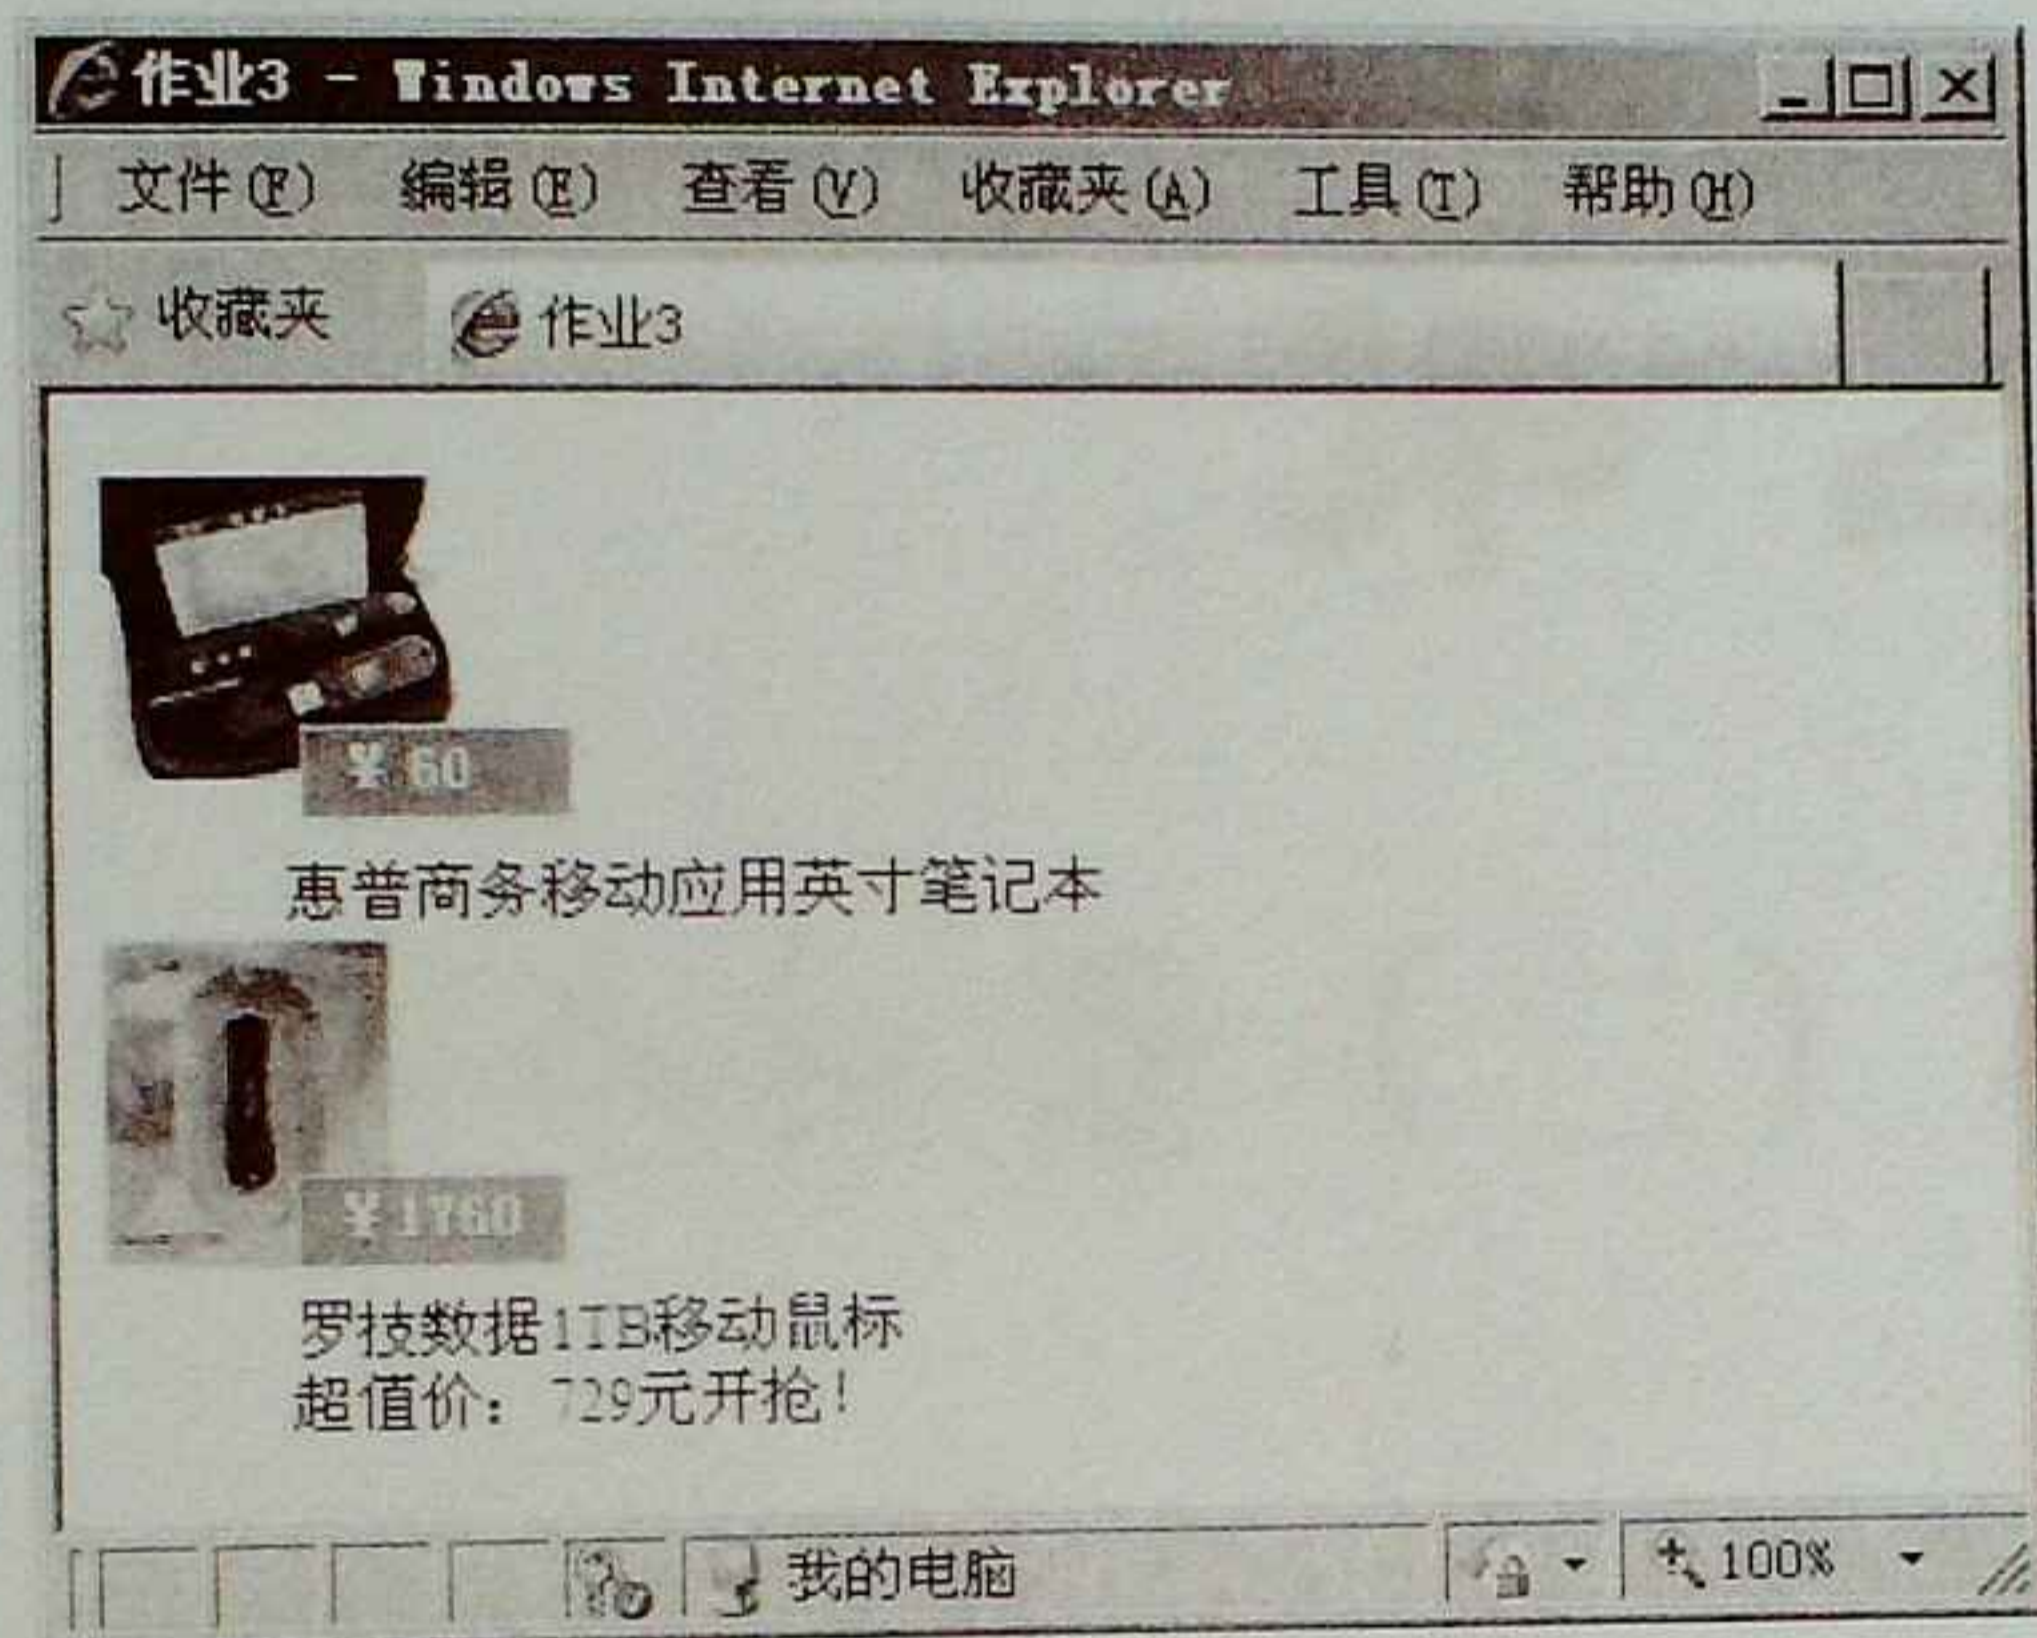 作业3 - Windows Internet Explorer
文件(F) 编辑(E) 查看(V) 收藏夹(A) 工具(T) 帮助(H)
收藏夹 作业3
¥60
惠普商务移动应用英寸笔记本
¥1760
罗技数据1TB移动鼠标
超值价：729元开抢！
我的电脑 100%